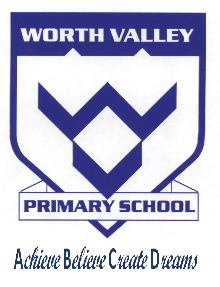 WORTH VALLEY
PRIMARY SCHOOL
Achieve Believe Create Dreams